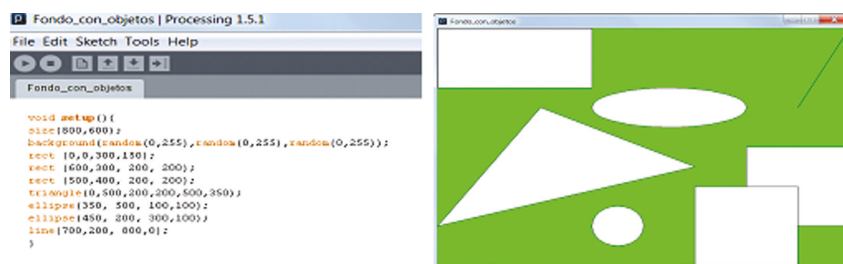 Fondo_con_objetos | Processing 1.5.1
File Edit Sketch Tools Help
Fondo_con_objetos
void setup(){
size(800,600);
background(random(0,255),random(0,255),random(0,255));
rect (0,0,300,150);
rect (600,300, 200, 200);
rect (500,400, 200, 200);
triangle(0,500,200,200,500,350);
ellipse(350, 500, 100,100);
ellipse(450, 200, 300,100);
line(700,200, 800,0);
}
Fondo_con_objetos